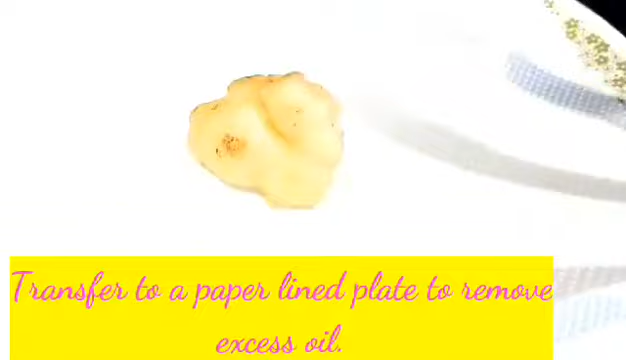 Transfer to a paper lined plate to remove
excess oil.